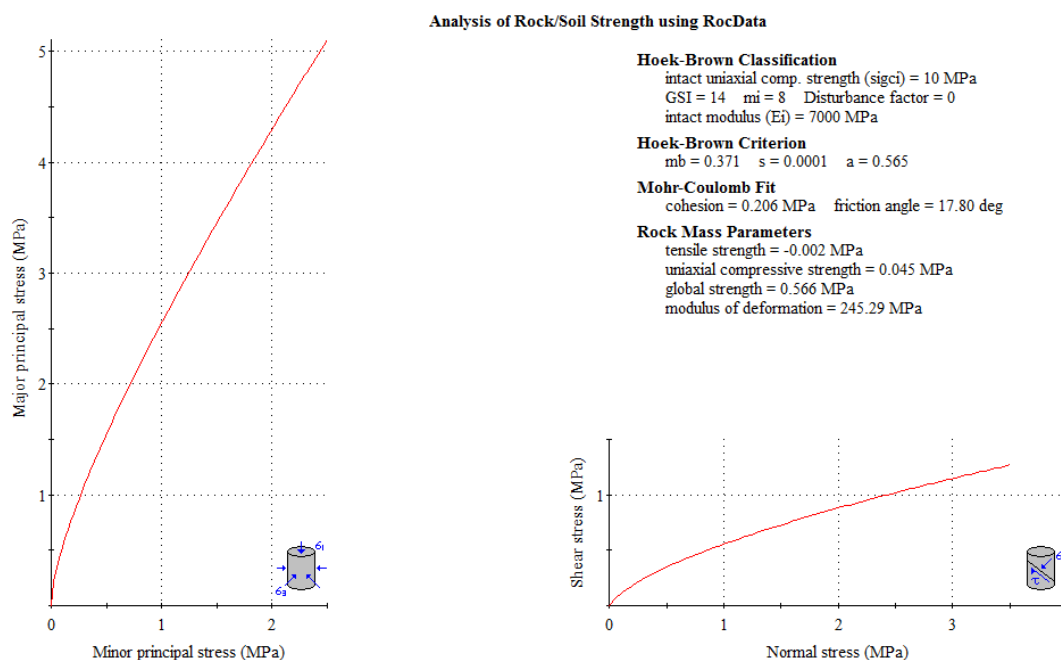 Analysis of Rock/Soil Strength using RocData
Hoek-Brown Classification
intact uniaxial comp. strength (sigci) = 10 MPa
GSI = 14 mi = 8 Disturbance factor = 0
intact modulus (Ei) = 7000 MPa
Hoek-Brown Criterion
mb = 0.371 s = 0.0001 a = 0.565
Mohr-Coulomb Fit
cohesion = 0.206 MPa friction angle = 17.80 deg
Rock Mass Parameters
tensile strength = -0.002 MPa
uniaxial compressive strength = 0.045 MPa
global strength = 0.566 MPa
modulus of deformation = 245.29 MPa
Major principal stress (MPa)
5
4
3
2
1
0 1 2
Minor principal stress (MPa)
σ1
σ3
Shear stress (MPa)
1
0 1 2 3
Normal stress (MPa)
τ